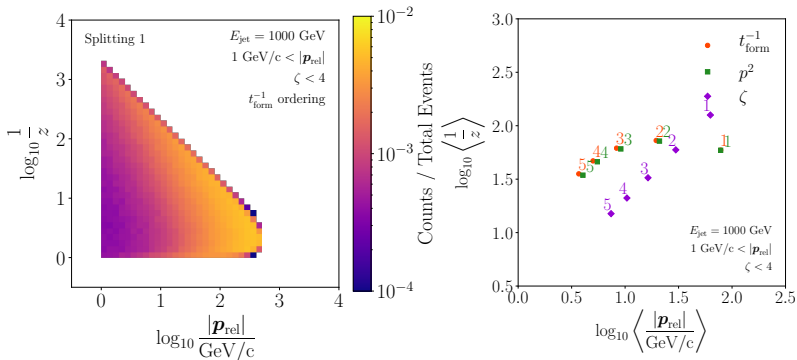 Splitting 1
E_jet = 1000 GeV
1 GeV/c < |p_rel|
ζ < 4
t_form^{-1} ordering
4
3
2
1
0
0
1
2
3
4
log_10 1/z
log_10 |p_rel| / GeV/c
10^{-2}
10^{-3}
10^{-4}
Counts / Total Events
t_form^{-1}
p^2
ζ
3.0
2.5
2.0
1.5
1.0
0.5
0.0
0.5
1.0
1.5
2.0
2.5
1
1 1
2 2 2
3 3 3
4 4 4
5 5 5
E_jet = 1000 GeV
1 GeV/c < |p_rel|
ζ < 4
log_10 ⟨1/z⟩
log_10 ⟨|p_rel| / GeV/c⟩